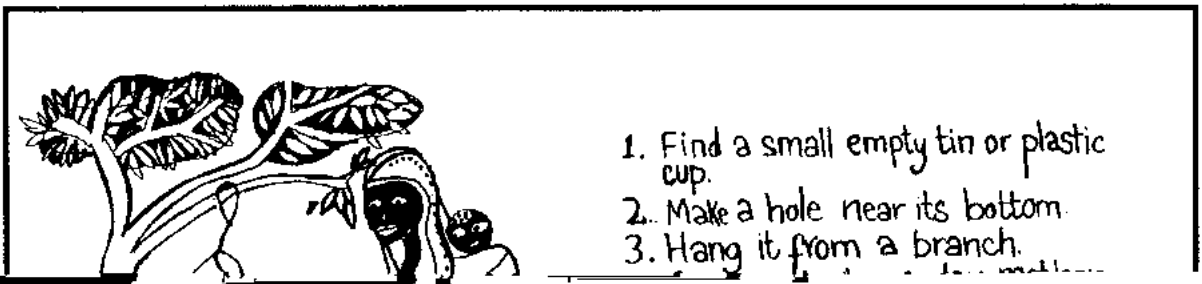 1. Find a small empty tin or plastic
cup.
2. Make a hole near its bottom.
3. Hang it from a branch.